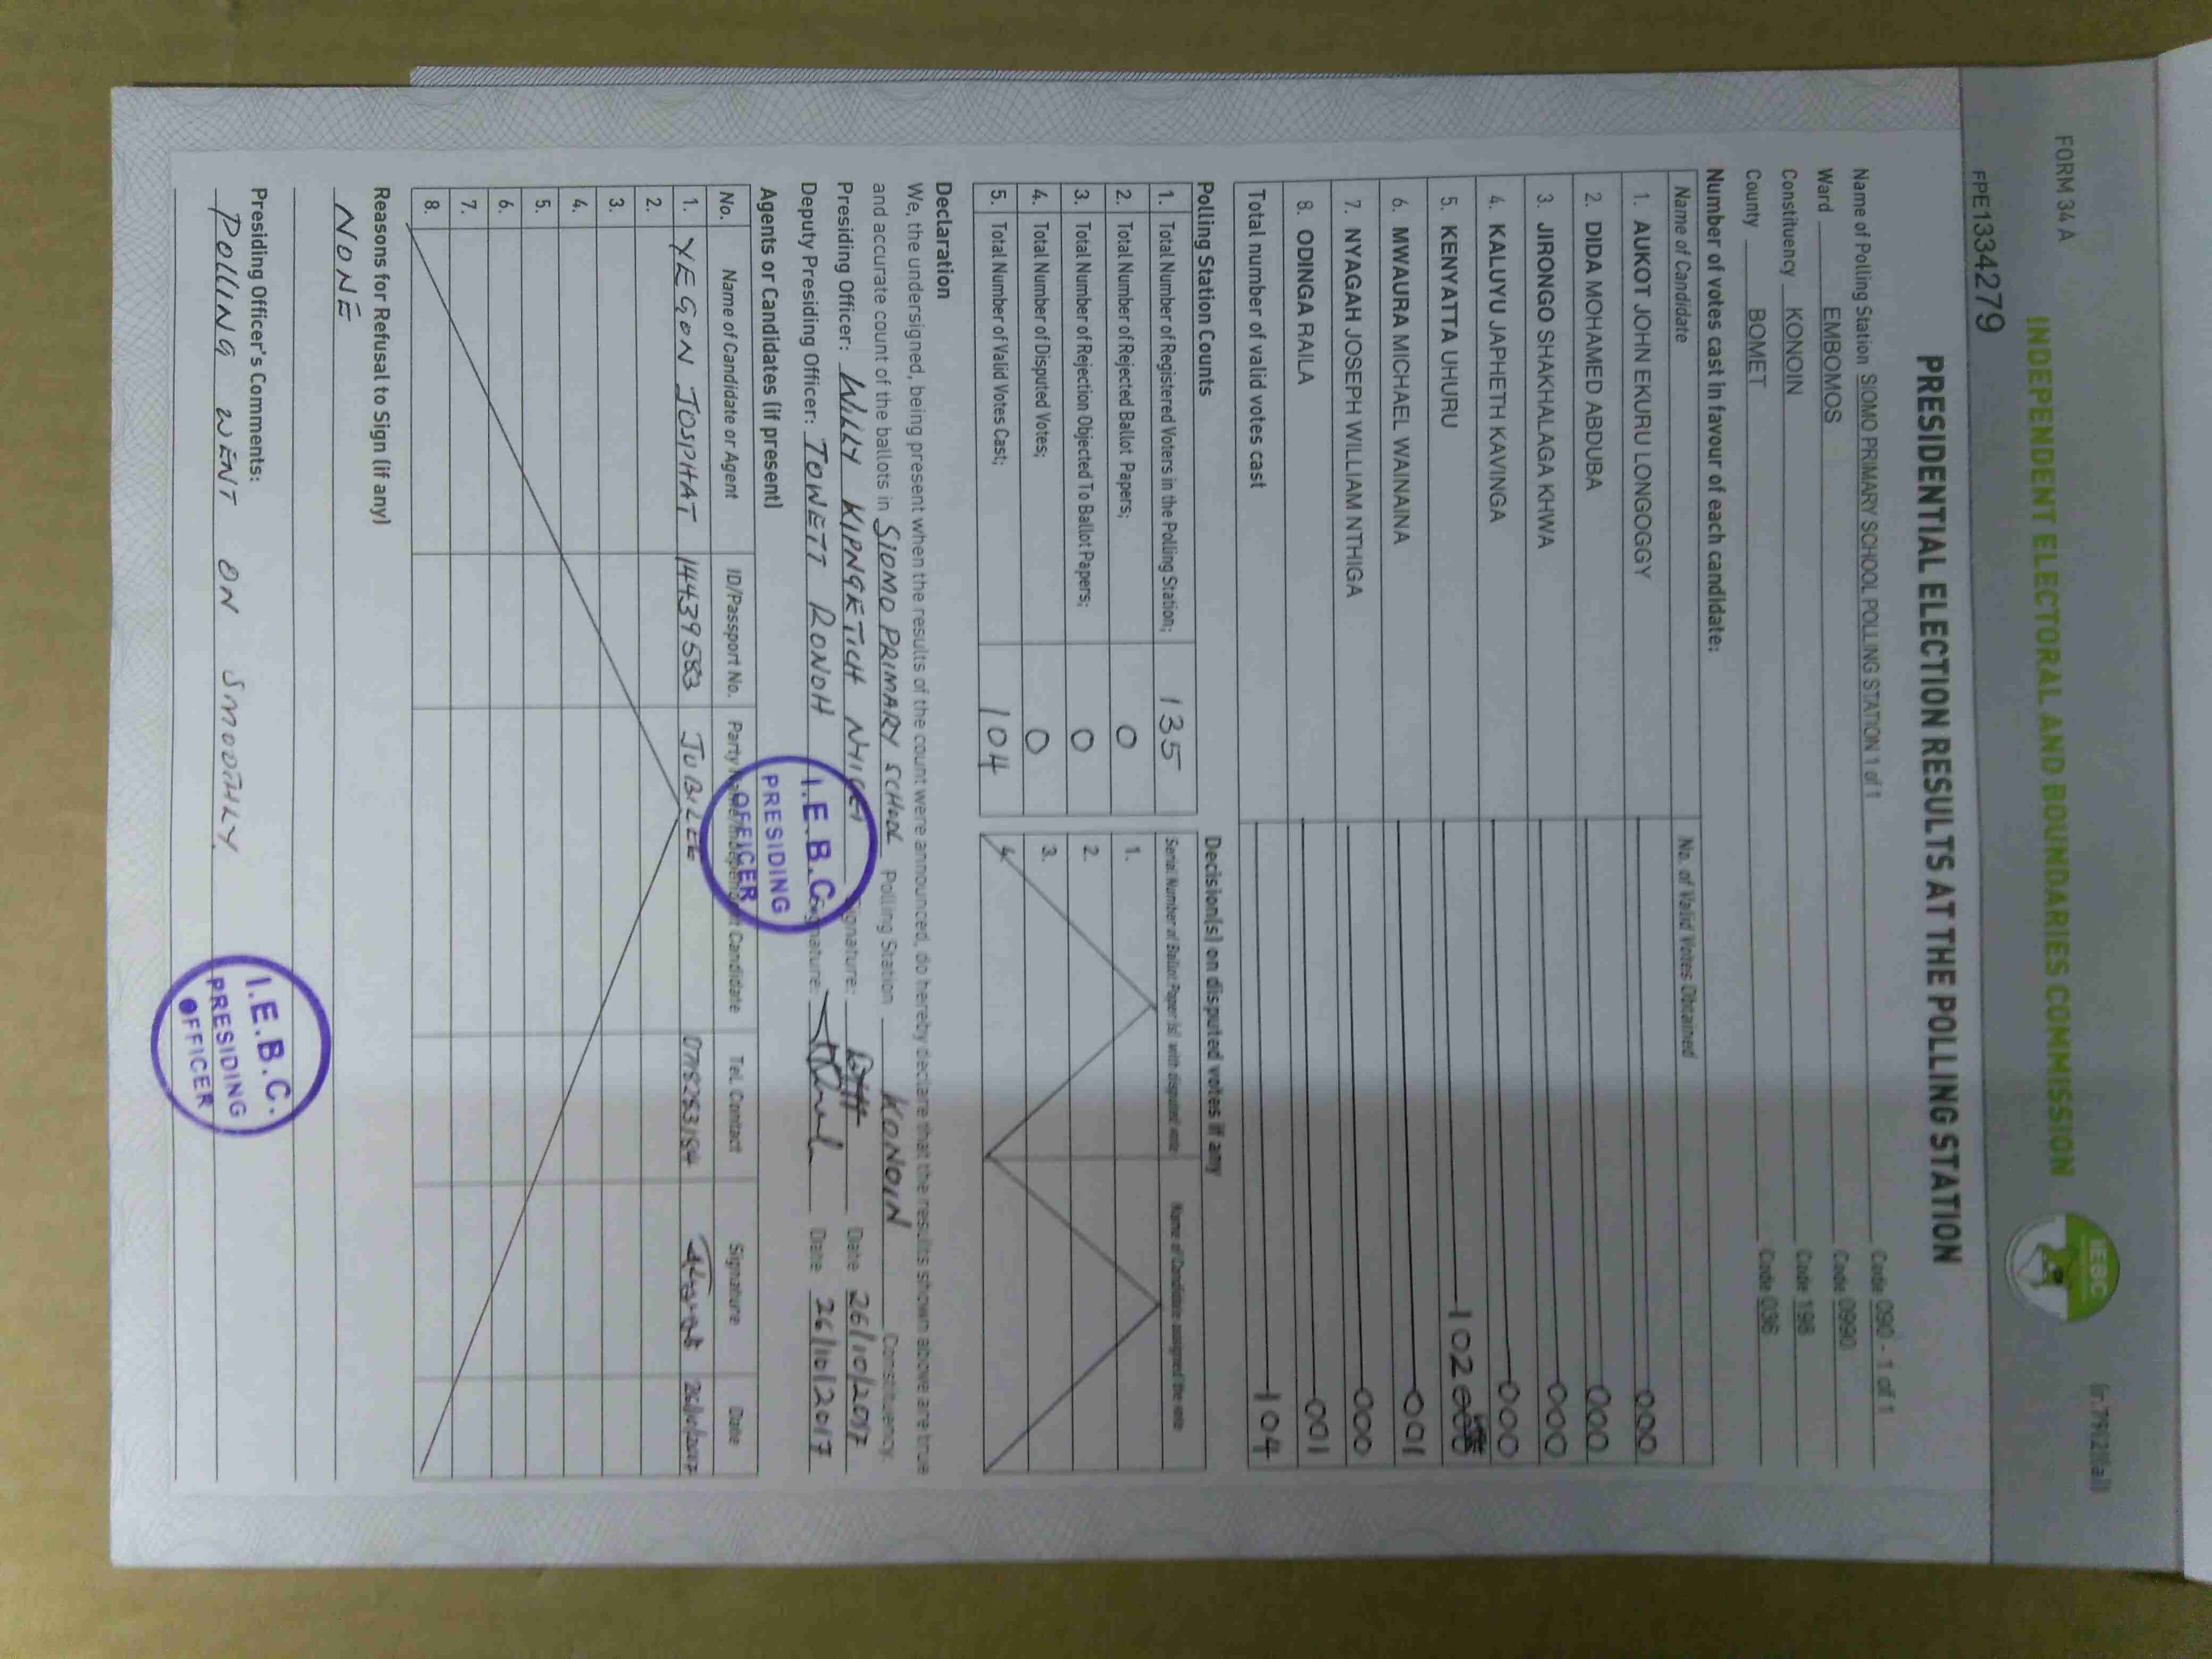 FORM 34 A
(r.79(2)(a))
INDEPENDENT ELECTORAL AND BOUNDARIES COMMISSION
IEBC
FPE1334279
PRESIDENTIAL ELECTION RESULTS AT THE POLLING STATION
Name of Polling Station SIOMO PRIMARY SCHOOL POLLING STATION 1 of 1 Code 090 - 1 of 1
Ward EMBOMOS Code 0990
Constituency KONOIN Code 198
County BOMET Code 036
Number of votes cast in favour of each candidate:
Name of Candidate No. of Valid Votes Obtained
1. AUKOT JOHN EKURU LONGOGGY 000
2. DIDA MOHAMED ABDUBA 000
3. JIRONGO SHAKHALAGA KHWA 000
4. KALUYU JAPHETH KAVINGA 000
5. KENYATTA UHURU 102
6. MWAURA MICHAEL WAINAINA 001
7. NYAGAH JOSEPH WILLIAM NTHIGA 000
8. ODINGA RAILA 001
Total number of valid votes cast 104
Polling Station Counts
1. Total Number of Registered Voters in the Polling Station; 135
2. Total Number of Rejected Ballot Papers; 0
3. Total Number of Rejection Objected To Ballot Papers; 0
4. Total Number of Disputed Votes; 0
5. Total Number of Valid Votes Cast; 104
Decision(s) on disputed votes if any
Serial Number of Ballot Paper (s) with disputed vote Name of Candidate assigned the vote
1.
2.
3.
4.
Declaration
We, the undersigned, being present when the results of the count were announced, do hereby declare that the results shown above are true
and accurate count of the ballots in SIOMO PRIMARY SCHOOL Polling Station KONOIN Constituency.
Presiding Officer: WILLY KIPNGETICH Signature: Date 26/10/2017
Deputy Presiding Officer: TOWETT RONOH Signature: Date 26/10/2017
I.E.B.C.
PRESIDING
OFFICER
Agents or Candidates (if present)
No. Name of Candidate or Agent ID/Passport No. Party Name/Independent Candidate Tel. Contact Signature Date
1. YEGON JOSPHAT 14439583 JUBILEE 26/10/2017
2.
3.
4.
5.
6.
7.
8.
Reasons for Refusal to Sign (if any)
NONE
Presiding Officer's Comments:
POLLING WENT ON SMOOTHLY
I.E.B.C.
PRESIDING
OFFICER